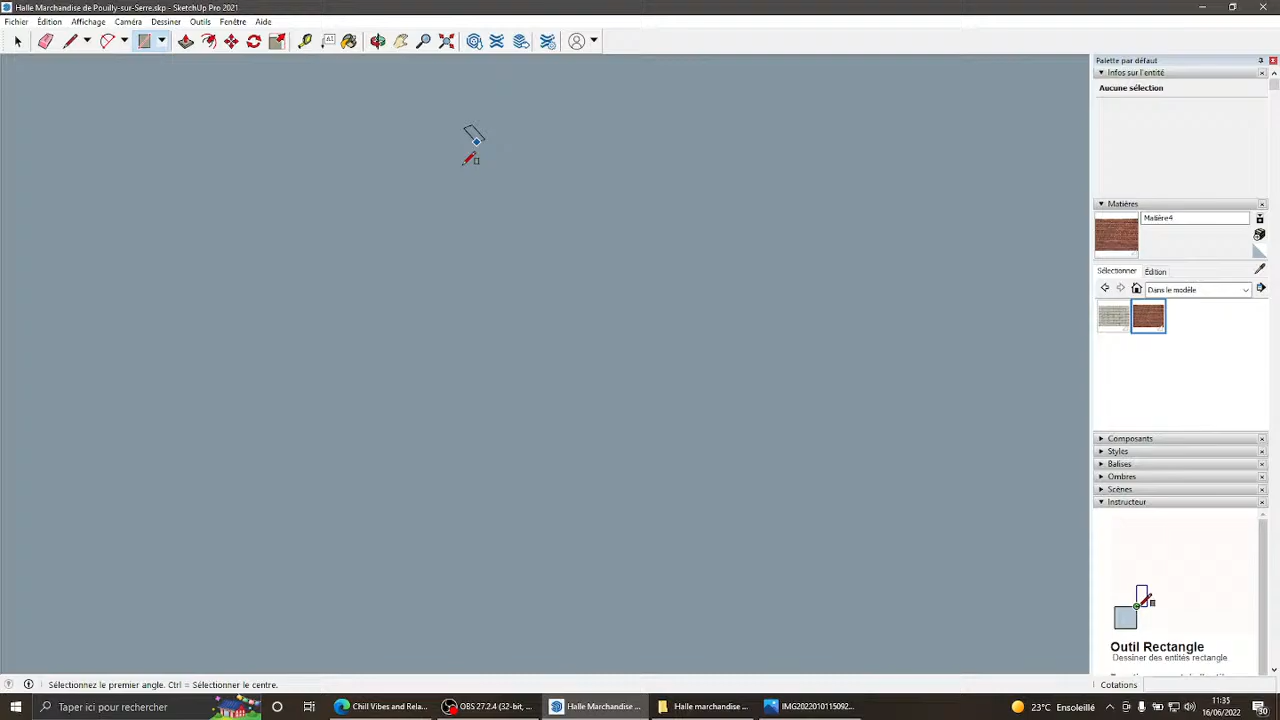 Halle Marchandise de Pouilly-sur-Serre.skp - SketchUp Pro 2021
Fichier Édition Affichage Caméra Dessiner Outils Fenêtre Aide
Palette par défaut
Infos sur l'entité
Aucune sélection
Matières
Matière4
Sélectionner Édition
Dans le modèle
Composants
Styles
Balises
Ombres
Scènes
Instructeur
Outil Rectangle
Dessiner des entités rectangle
Sélectionnez le premier angle. Ctrl = Sélectionner le centre.
Cotations
Taper ici pour rechercher
Chill Vibes and Rela...
OBS 27.2.4 (32-bit, ...
Halle Marchandise ...
Halle marchandise ...
IMG2022010115092...
23°C Ensoleillé
11:35
16/06/2022